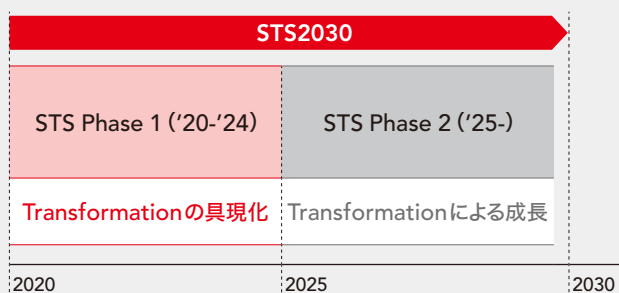 STS2030
STS Phase 1（’20-’24）
STS Phase 2（’25-）
Transformationの具現化
Transformationによる成長
2020
2025
2030